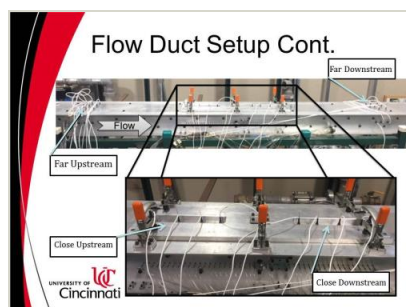 Flow Duct Setup Cont.
Far Downstream
Flow
Far Upstream
Close Upstream
Close Downstream
UNIVERSITY OF
Cincinnati